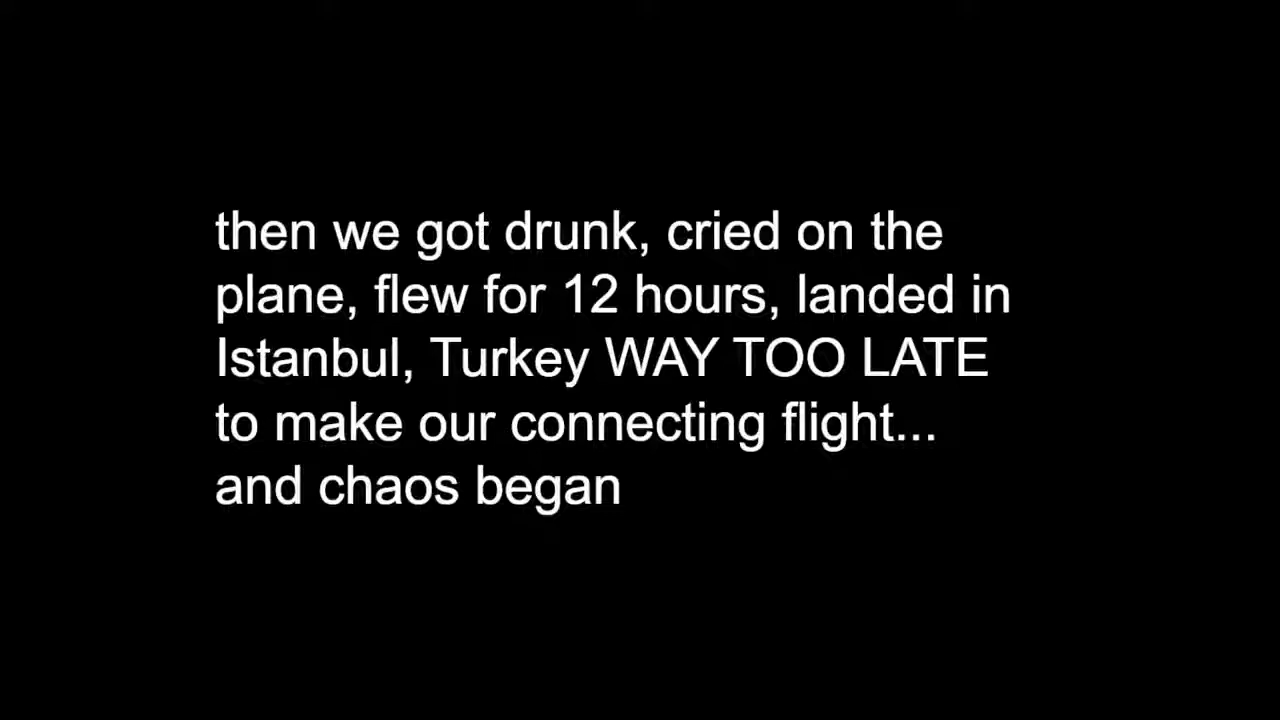 then we got drunk, cried on the
plane, flew for 12 hours, landed in
Istanbul, Turkey WAY TOO LATE
to make our connecting flight...
and chaos began